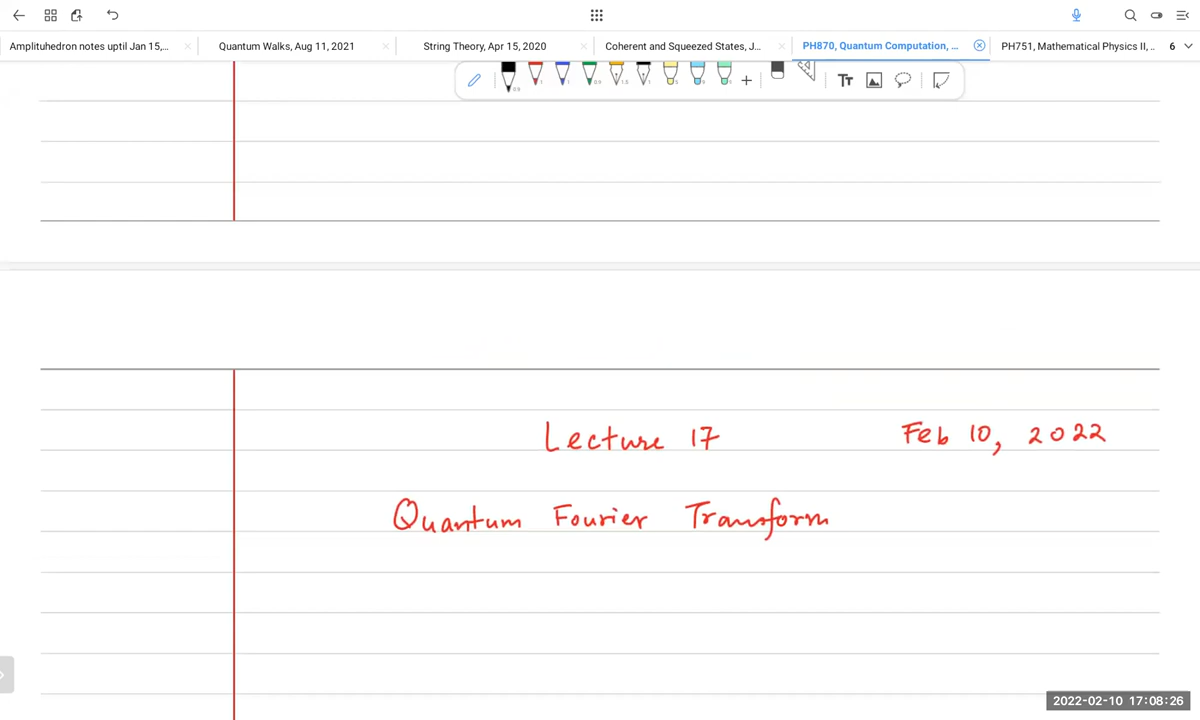 Amplituhedron notes uptil Jan 15,... Quantum Walks, Aug 11, 2021 String Theory, Apr 15, 2020 Coherent and Squeezed States, J... PH870, Quantum Computation, ... PH751, Mathematical Physics II, .. 6
Tт
Lecture 17 Feb 10, 2022
Quantum Fourier Transform
2022-02-10 17:08:26